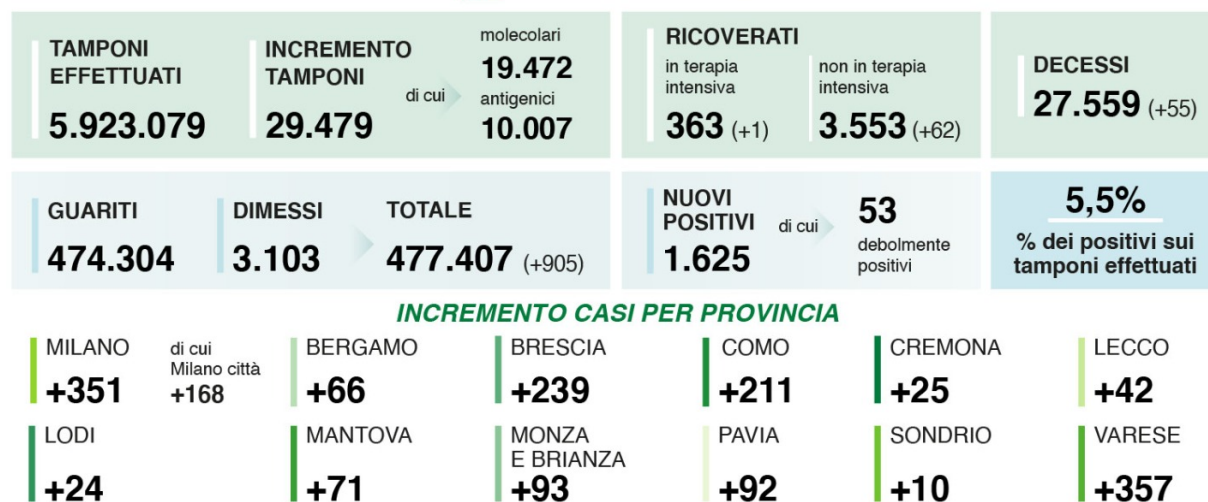 TAMPONI
EFFETTUATI
5.923.079
INCREMENTO
TAMPONI
29.479
di cui
molecolari
19.472
antigenici
10.007
RICOVERATI
in terapia
intensiva
363 (+1)
non in terapia
intensiva
3.553 (+62)
DECESSI
27.559 (+55)
GUARITI
474.304
DIMESSI
3.103
TOTALE
477.407 (+905)
NUOVI
POSITIVI
1.625
di cui
53
debolmente
positivi
5,5%
% dei positivi sui
tamponi effettuati
INCREMENTO CASI PER PROVINCIA
MILANO
+351
di cui
Milano città
+168
BERGAMO
+66
BRESCIA
+239
COMO
+211
CREMONA
+25
LECCO
+42
LODI
+24
MANTOVA
+71
MONZA
E BRIANZA
+93
PAVIA
+92
SONDRIO
+10
VARESE
+357